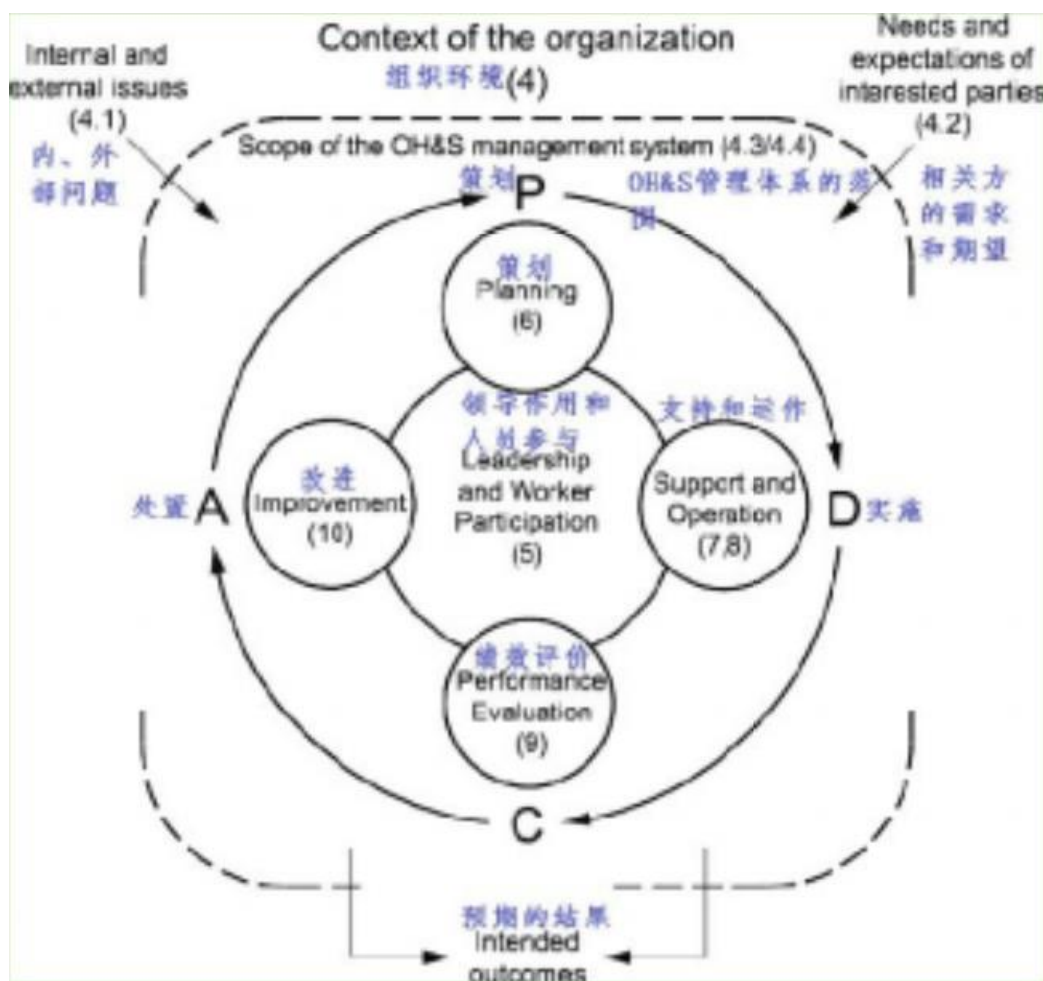 Internal and
external issues
(4.1)
内、外
部问题
Context of the organization
组织环境(4)
Needs and
expectations of
interested parties
(4.2)
相关方
的需求
和期望
Scope of the OH&S management system (4.3/4.4)
OH&S管理体系的范
围
策划
P
策划
Planning
(6)
领导作用和
人员参与
Leadership
and Worker
Participation
(5)
支持和运作
Support and
Operation
(7,8)
D实施
处置A
改进
Improvement
(10)
绩效评价
Performance
Evaluation
(9)
C
预期的结果
Intended
outcomes